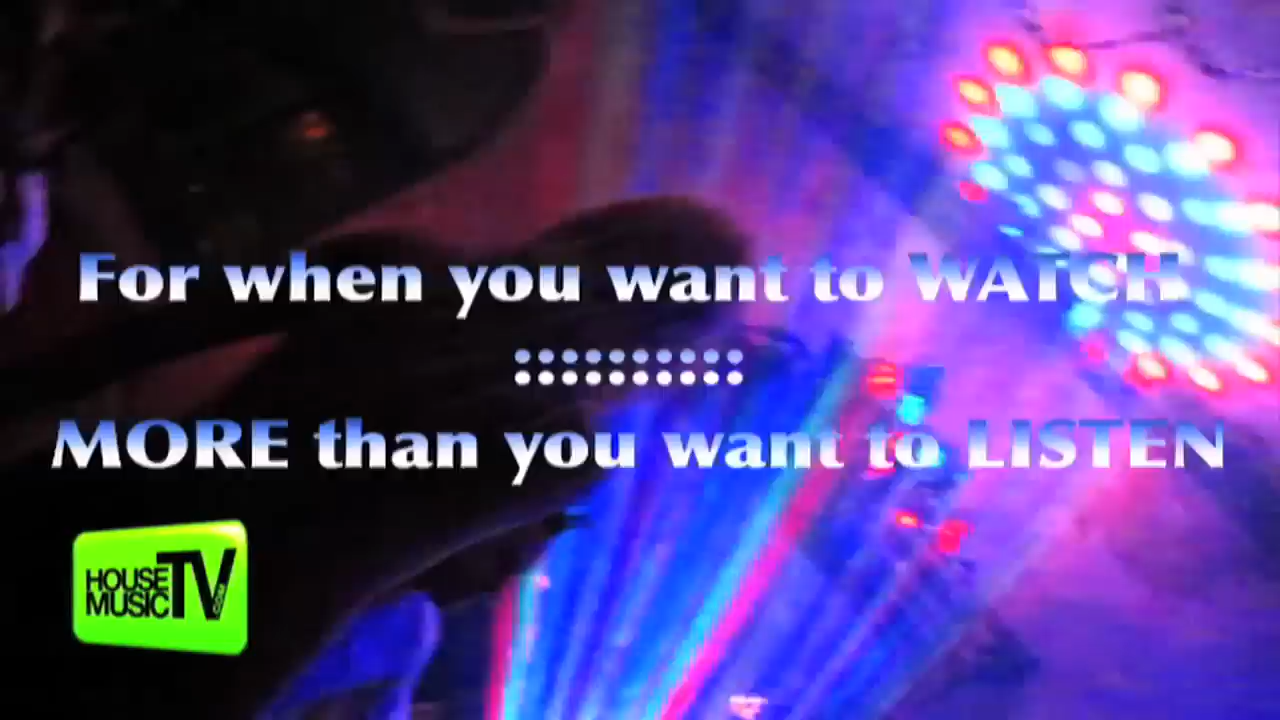 For when you want to WATCH
MORE than you want to LISTEN
HOUSE
MUSIC
TV